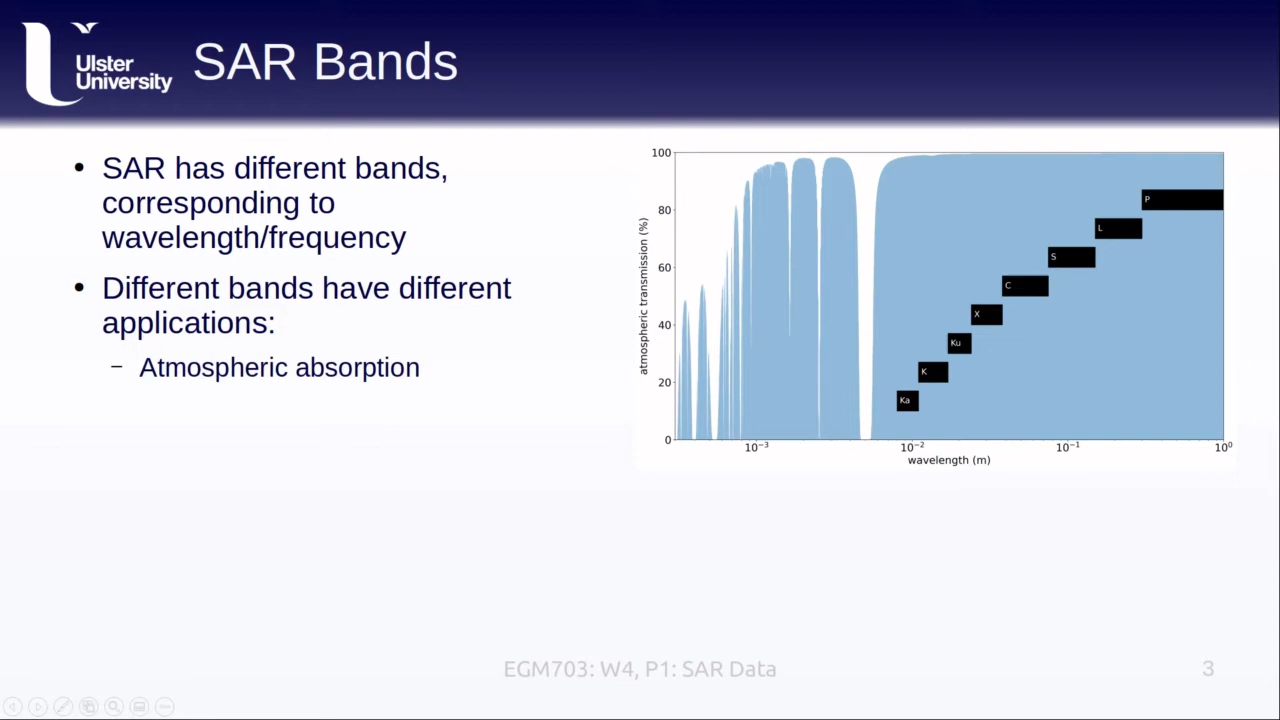 Ulster
University
SAR Bands
• SAR has different bands,
corresponding to
wavelength/frequency
• Different bands have different
applications:
– Atmospheric absorption
100
80
60
40
20
0
atmospheric transmission (%)
P
L
S
C
X
Ku
K
Ka
10⁻³
10⁻²
10⁻¹
10⁰
wavelength (m)
EGM703: W4, P1: SAR Data
3